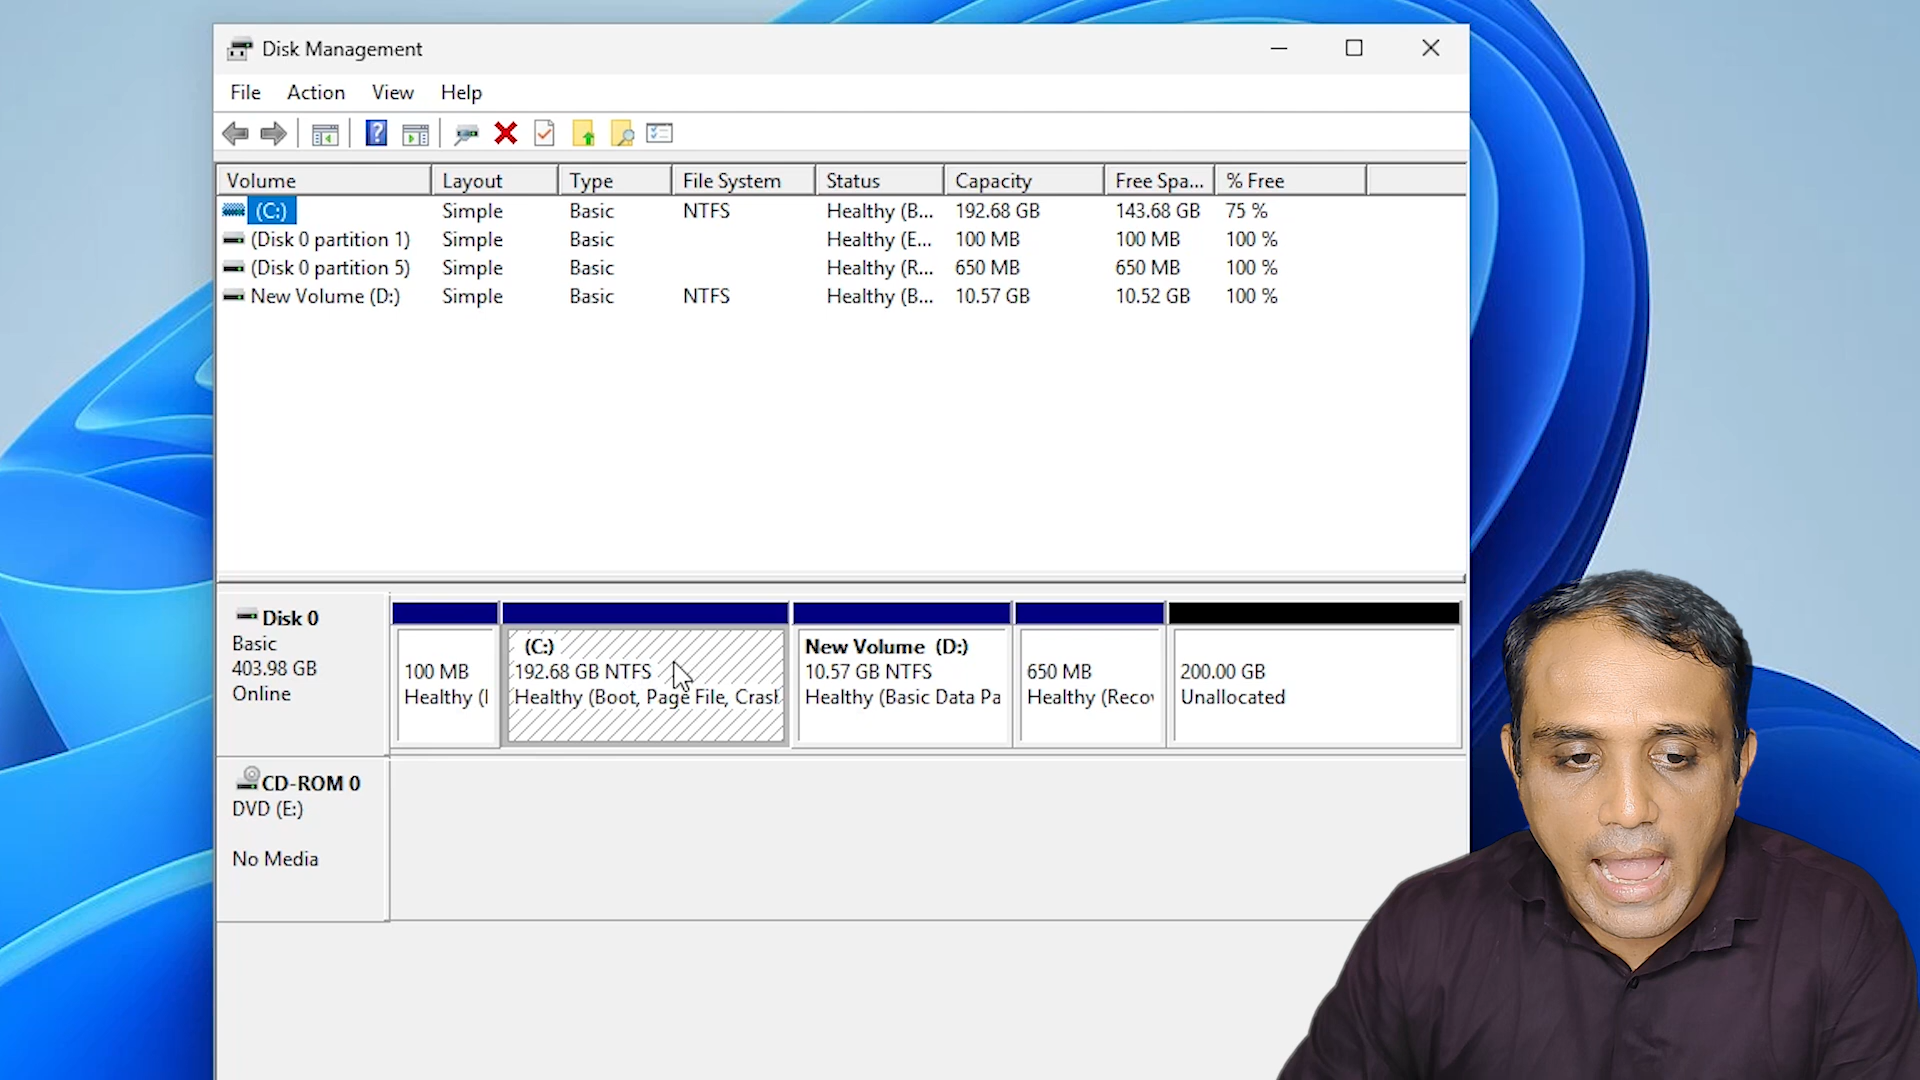 Disk Management
File Action View Help
Volume Layout Type File System Status Capacity Free Spa... % Free
(C:) Simple Basic NTFS Healthy (B... 192.68 GB 143.68 GB 75 %
(Disk 0 partition 1) Simple Basic Healthy (E... 100 MB 100 MB 100 %
(Disk 0 partition 5) Simple Basic Healthy (R... 650 MB 650 MB 100 %
New Volume (D:) Simple Basic NTFS Healthy (B... 10.57 GB 10.52 GB 100 %
Disk 0
Basic
403.98 GB
Online
100 MB
Healthy (I
(C:)
192.68 GB NTFS
Healthy (Boot, Page File, Crasl
New Volume (D:)
10.57 GB NTFS
Healthy (Basic Data Pa
650 MB
Healthy (Recov
200.00 GB
Unallocated
CD-ROM 0
DVD (E:)
No Media